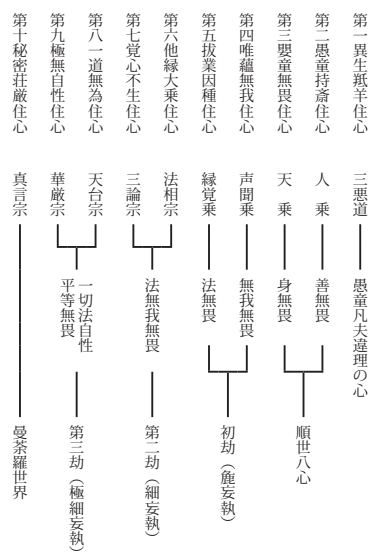 第一異生羝羊住心
第二愚童持斎住心
第三嬰童無畏住心
第四唯蘊無我住心
第五抜業因種住心
第六他縁大乗住心
第七覚心不生住心
第八一道無為住心
第九極無自性住心
第十秘密荘厳住心
三悪道
人　乗
天　乗
声聞乗
縁覚乗
法相宗
三論宗
天台宗
華厳宗
真言宗
愚童凡夫違理の心
善無畏
身無畏
無我無畏
法無畏
法無我無畏
一切法自性
平等無畏
順世八心
初劫（麁妄執）
第二劫（細妄執）
第三劫（極細妄執）
曼荼羅世界